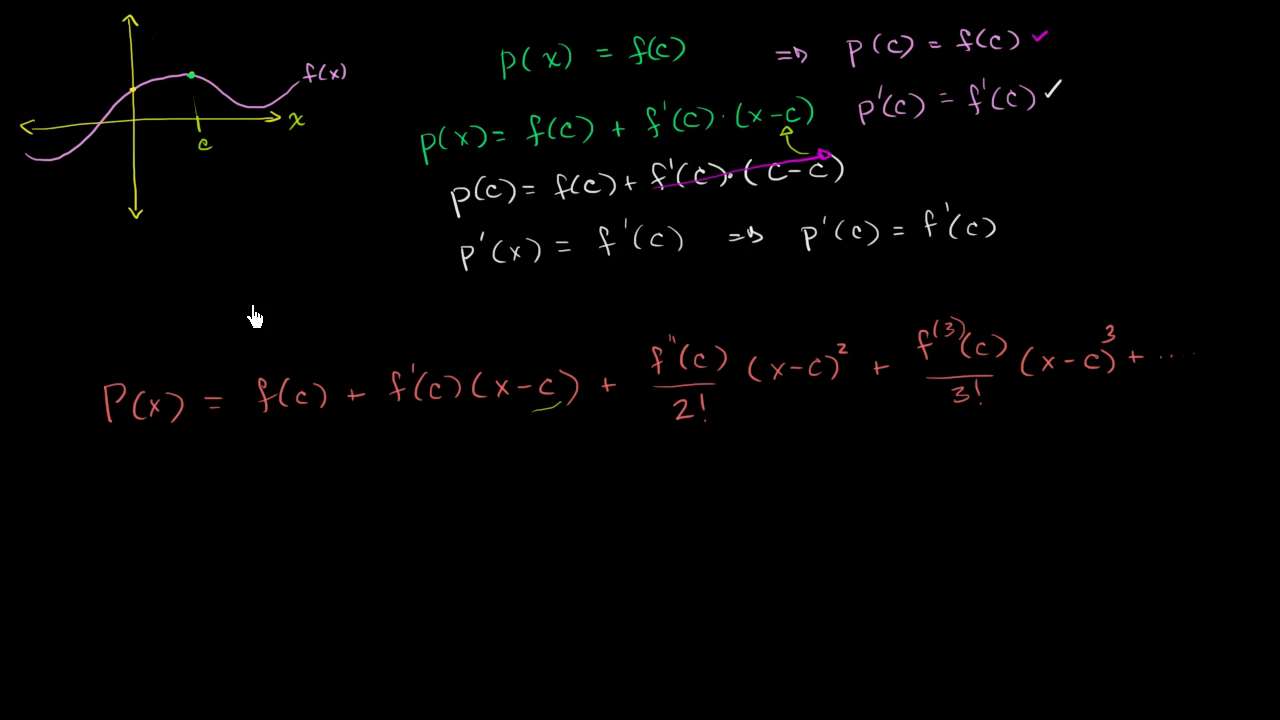 p(x) = f(c) ⇒ p(c) = f(c) ✓
f(x)
p'(c) = f'(c) ✓
p(x) = f(c) + f'(c)·(x-c)
x
c
p(c) = f(c) + f'(c)·(c-c)
p'(x) = f'(c) ⇒ p'(c) = f'(c)
P(x) = f(c) + f'(c)(x-c) + f''(c)/2! (x-c)² + f⁽³⁾(c)/3! (x-c)³ + ....